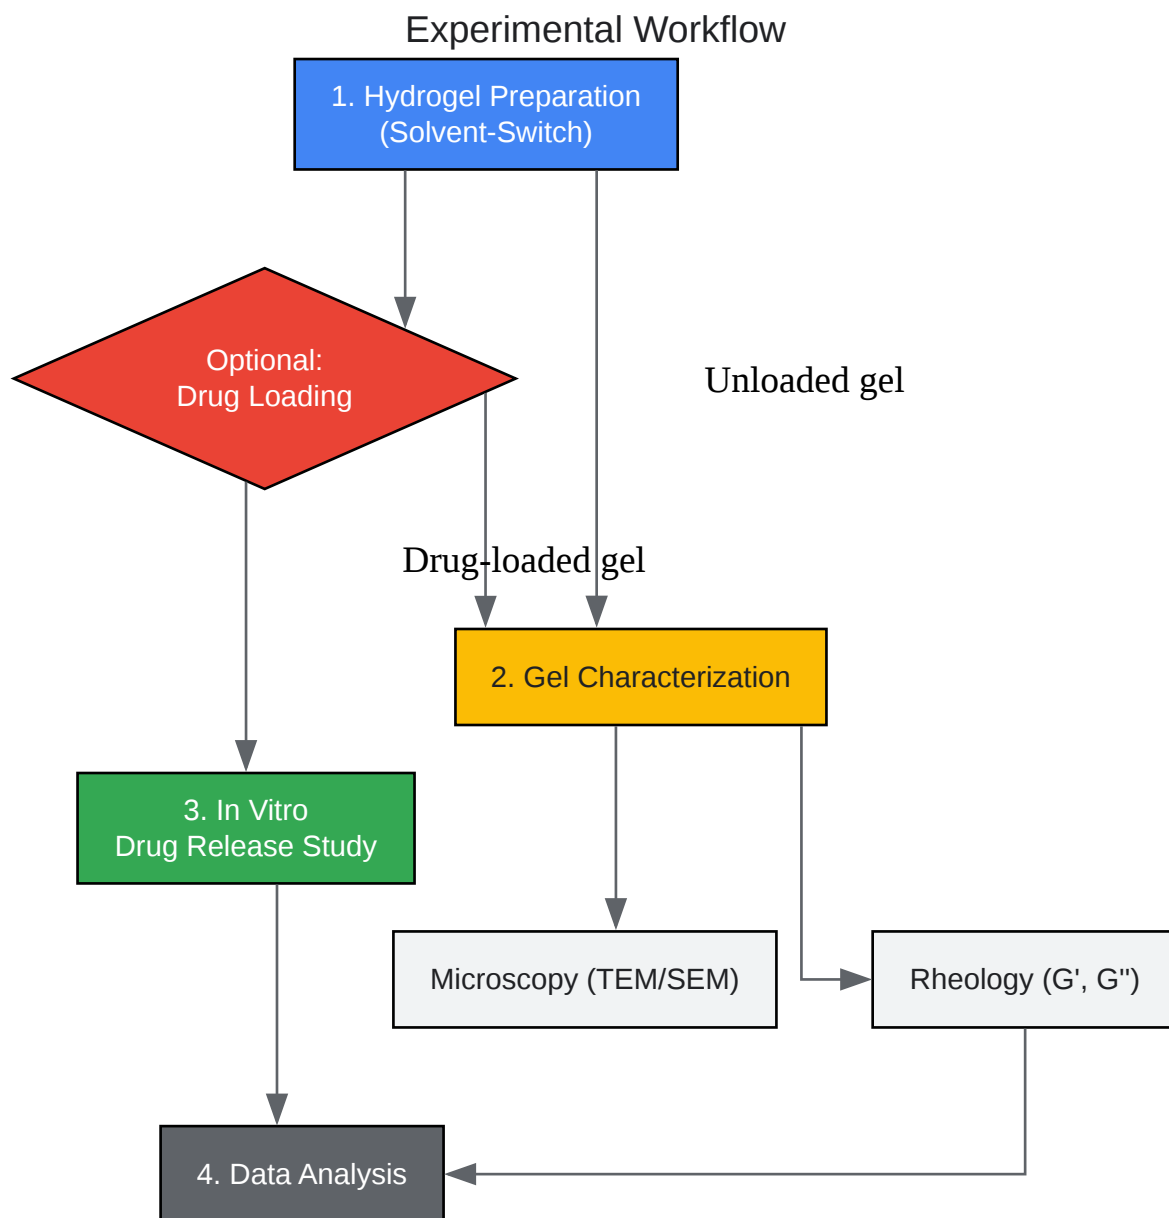 Experimental Workflow
1. Hydrogel Preparation
(Solvent-Switch)
Optional:
Drug Loading
Unloaded gel
Drug-loaded gel
2. Gel Characterization
3. In Vitro
Drug Release Study
Microscopy (TEM/SEM)
Rheology (G', G'')
4. Data Analysis